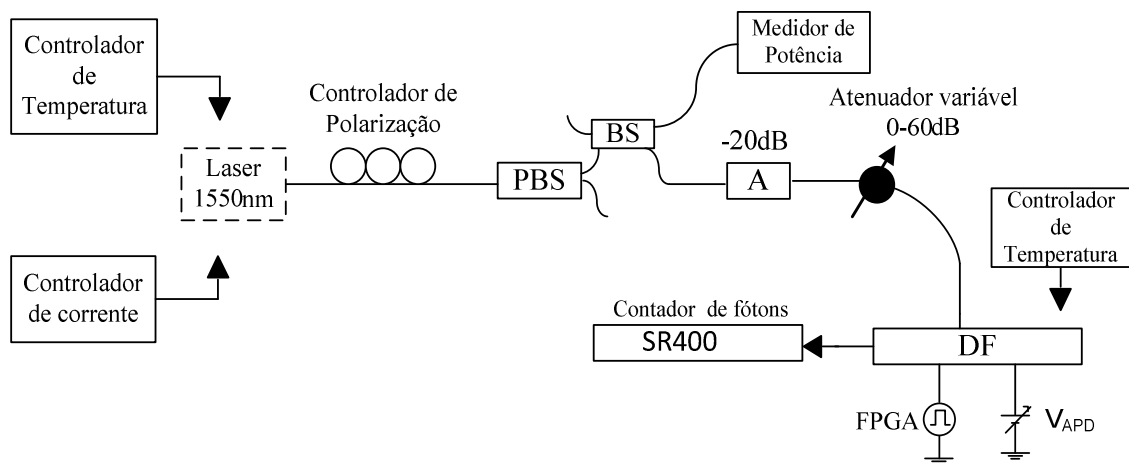 Controlador
de
Temperatura
Laser
1550nm
Controlador
de corrente
Controlador de
Polarização
PBS
BS
Medidor de
Potência
-20dB
A
Atenuador variável
0-60dB
Controlador
de
Temperatura
Contador de fótons
SR400
DF
FPGA
VAPD